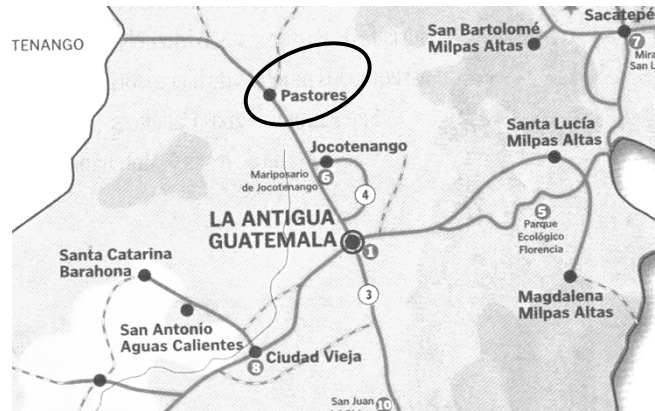 TENANGO
San Bartolomé
Milpas Altas
Sacatepé
7
Mira
San L
Pastores
Santa Lucía
Milpas Altas
Jocotenango
6
Mariposario
de Jocotenango
4
LA ANTIGUA
GUATEMALA
1
5
Parque
Ecológico
Florencia
Santa Catarina
Barahona
3
Magdalena
Milpas Altas
San Antonio
Aguas Calientes
Ciudad Vieja
8
San Juan
10